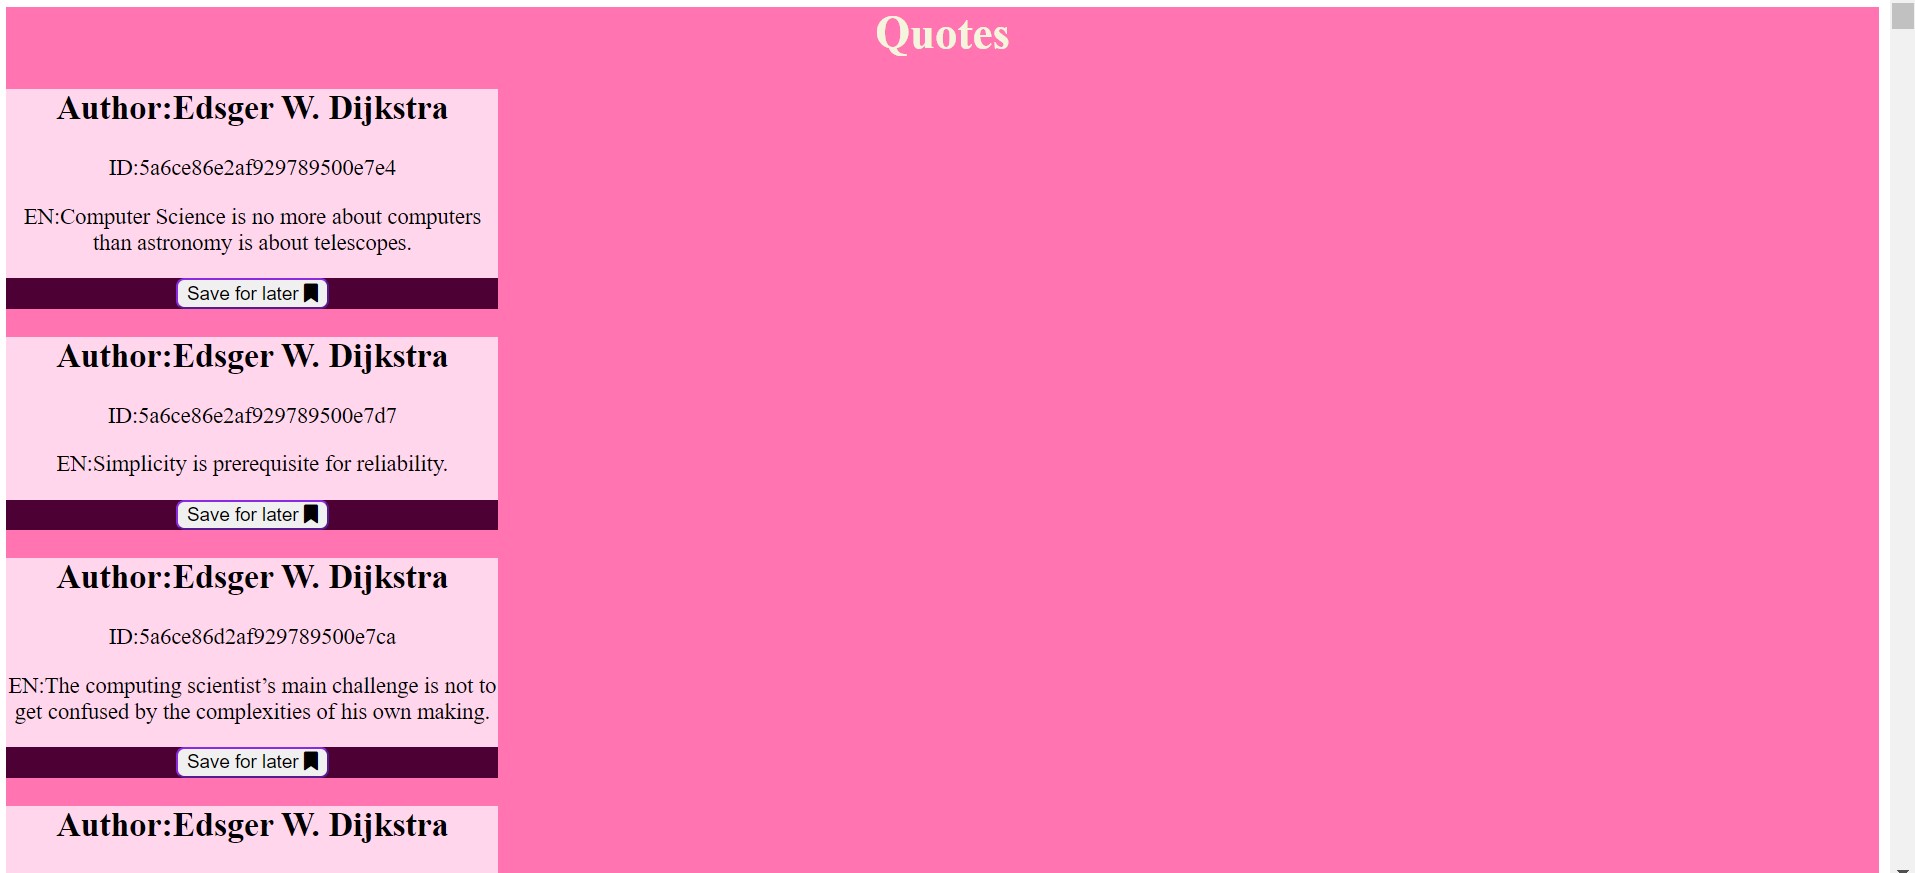 Quotes
Author:Edsger W. Dijkstra
ID:5a6ce86e2af929789500e7e4
EN:Computer Science is no more about computers
than astronomy is about telescopes.
Save for later
Author:Edsger W. Dijkstra
ID:5a6ce86e2af929789500e7d7
EN:Simplicity is prerequisite for reliability.
Save for later
Author:Edsger W. Dijkstra
ID:5a6ce86d2af929789500e7ca
EN:The computing scientist’s main challenge is not to
get confused by the complexities of his own making.
Save for later
Author:Edsger W. Dijkstra